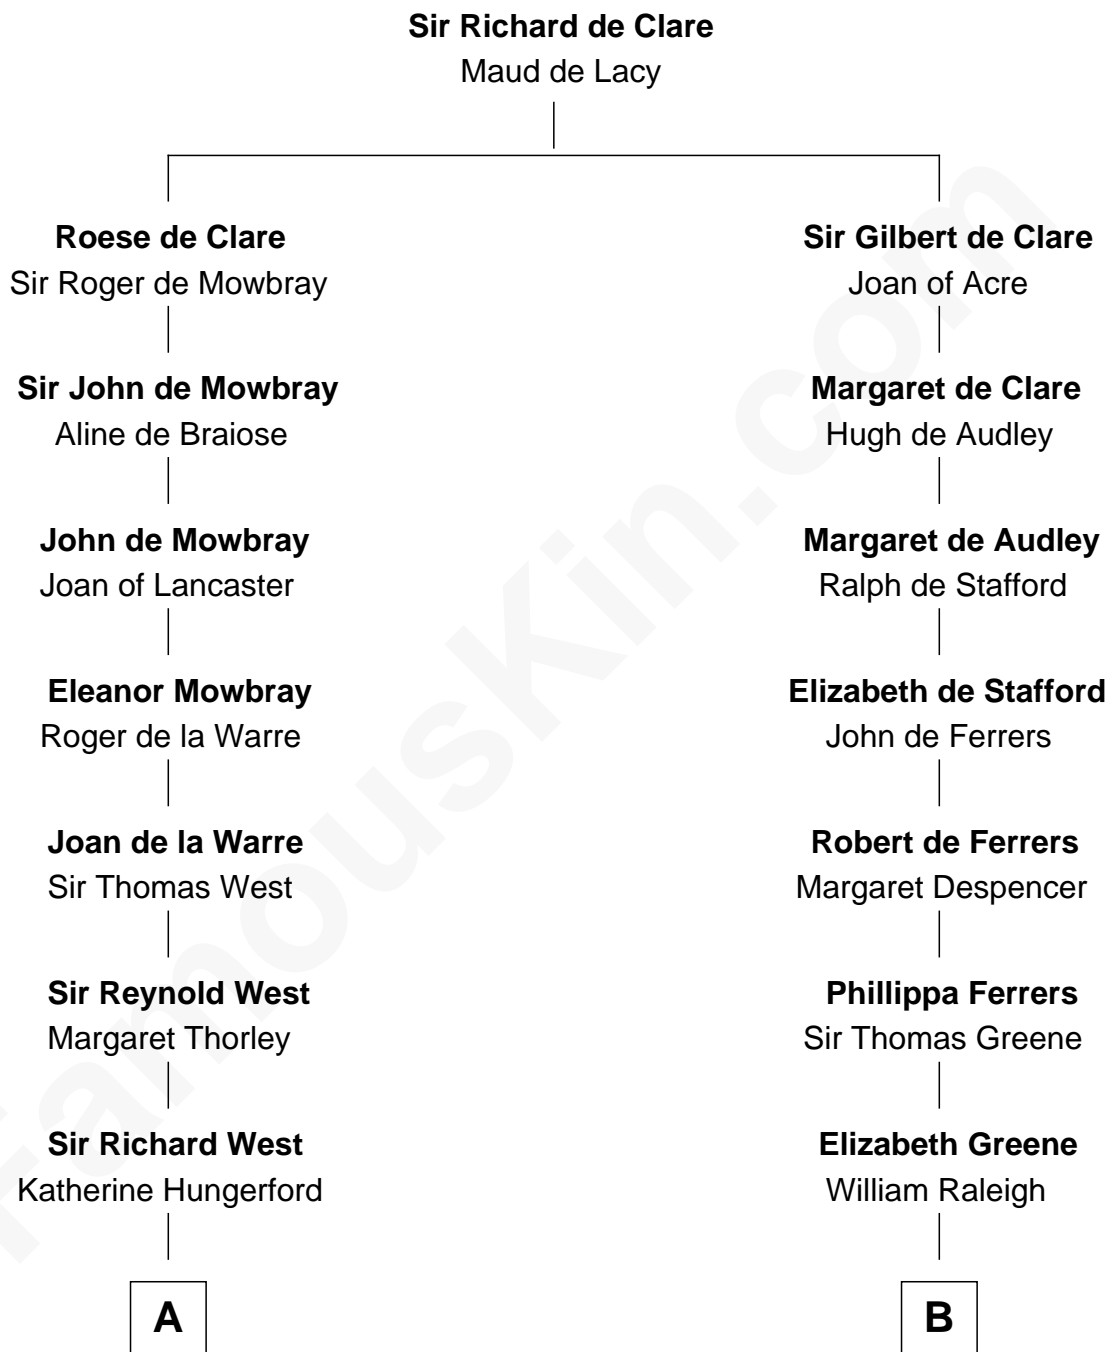 Sir Richard de Clare
Maud de Lacy
Roese de Clare
Sir Roger de Mowbray
Sir Gilbert de Clare
Joan of Acre
Sir John de Mowbray
Aline de Braiose
Margaret de Clare
Hugh de Audley
John de Mowbray
Joan of Lancaster
Margaret de Audley
Ralph de Stafford
Eleanor Mowbray
Roger de la Warre
Elizabeth de Stafford
John de Ferrers
Joan de la Warre
Sir Thomas West
Robert de Ferrers
Margaret Despencer
Sir Reynold West
Margaret Thorley
Phillippa Ferrers
Sir Thomas Greene
Sir Richard West
Katherine Hungerford
Elizabeth Greene
William Raleigh
A
B
FamousKin.com